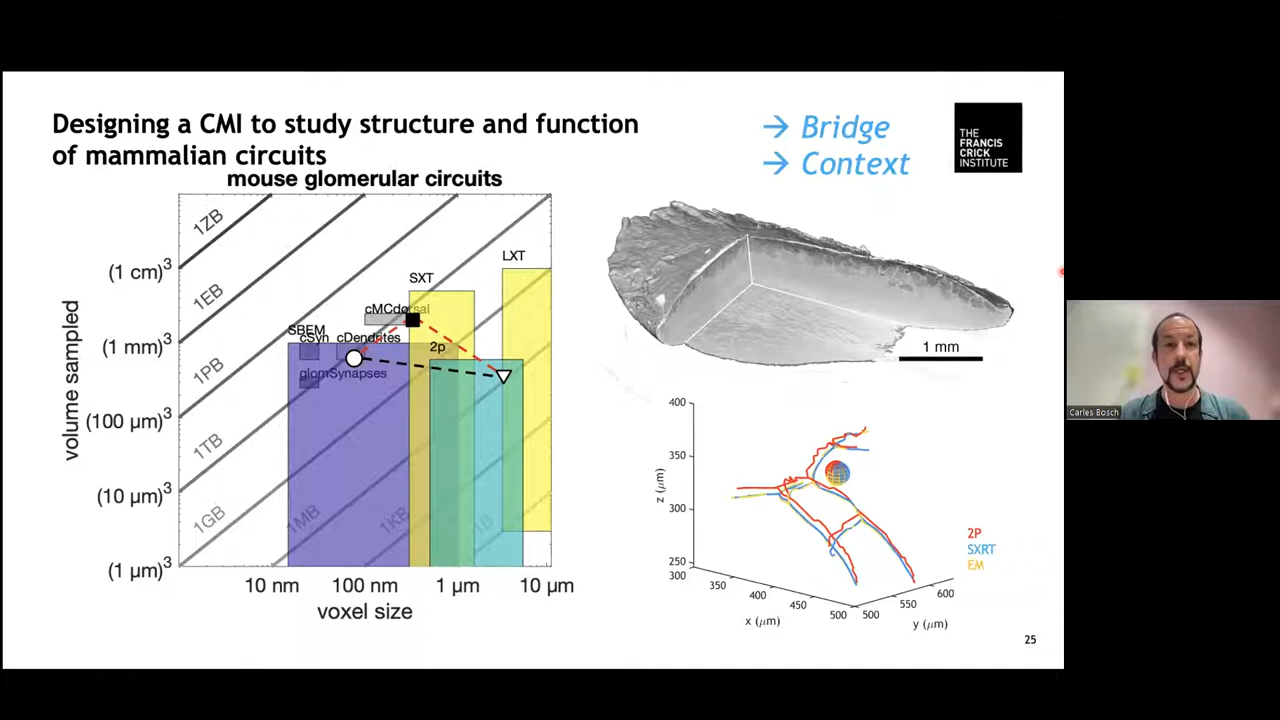 Designing a CMI to study structure and function
of mammalian circuits
→ Bridge
→ Context
THE
FRANCIS
CRICK
INSTITUTE
mouse glomerular circuits
volume sampled
(1 cm)³
(1 mm)³
(100 µm)³
(10 µm)³
(1 µm)³
1ZB
1EB
1PB
1TB
1GB
1MB
1KB
1B
LXT
SXT
cMCdorsal
SBEM
cSyn
cDendrites
2p
glomSynapses
10 nm
100 nm
1 µm
10 µm
voxel size
1 mm
400
350
300
250
z (µm)
300
350
400
450
500
x (µm)
500
550
600
y (µm)
2P
SXRT
EM
25
Carles Bosch